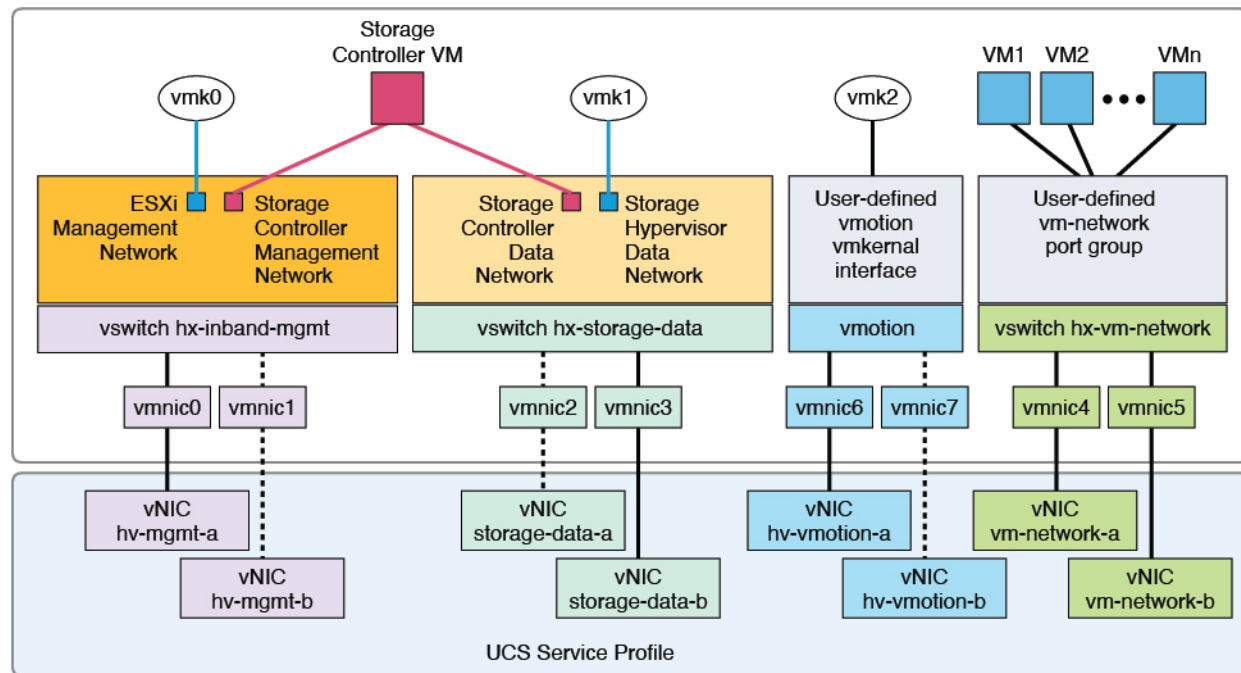 Storage
Controller VM
VM1
VM2
VMn
vmk0
vmk1
vmk2
ESXi
Management
Network
Storage
Controller
Management
Network
Storage
Controller
Data
Network
Storage
Hypervisor
Data
Network
User-defined
vmotion
vmkernal
interface
User-defined
vm-network
port group
vswitch hx-inband-mgmt
vswitch hx-storage-data
vmotion
vswitch hx-vm-network
vmnic0
vmnic1
vmnic2
vmnic3
vmnic6
vmnic7
vmnic4
vmnic5
vNIC
hv-mgmt-a
vNIC
storage-data-a
vNIC
hv-vmotion-a
vNIC
vm-network-a
vNIC
hv-mgmt-b
vNIC
storage-data-b
vNIC
hv-vmotion-b
vNIC
vm-network-b
UCS Service Profile